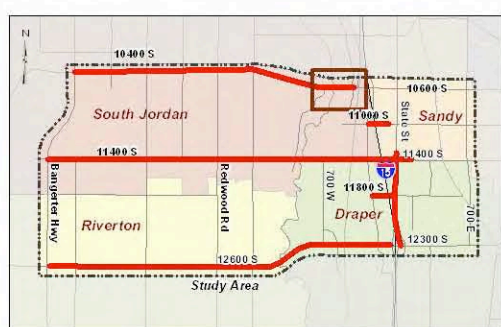 N
10400 S
10600 S
South Jordan
11000 S
State St
Sandy
11400 S
11400 S
Bangerter Hwy
Redwood Rd
700 W
15
11800 S
700 E
Riverton
Draper
12300 S
12600 S
Study Area